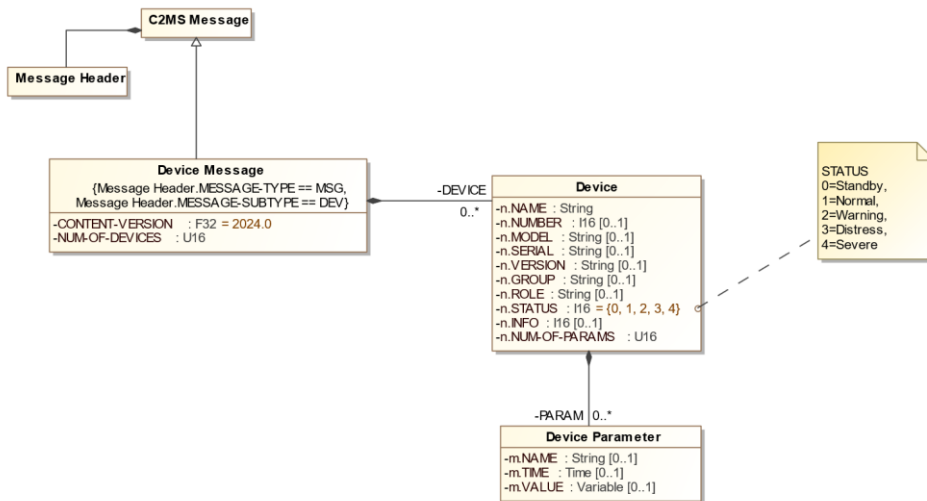 C2MS Message
Message Header
Device Message
{Message Header.MESSAGE-TYPE == MSG,
Message Header.MESSAGE-SUBTYPE == DEV}
-CONTENT-VERSION : F32 = 2024.0
-NUM-OF-DEVICES : U16
-DEVICE
0..*
Device
-n.NAME : String
-n.NUMBER : I16 [0..1]
-n.MODEL : String [0..1]
-n.SERIAL : String [0..1]
-n.VERSION : String [0..1]
-n.GROUP : String [0..1]
-n.ROLE : String [0..1]
-n.STATUS : I16 = {0, 1, 2, 3, 4}
-n.INFO : I16 [0..1]
-n.NUM-OF-PARAMS : U16
STATUS
0=Standby,
1=Normal,
2=Warning,
3=Distress,
4=Severe
-PARAM 0..*
Device Parameter
-m.NAME : String [0..1]
-m.TIME : Time [0..1]
-m.VALUE : Variable [0..1]